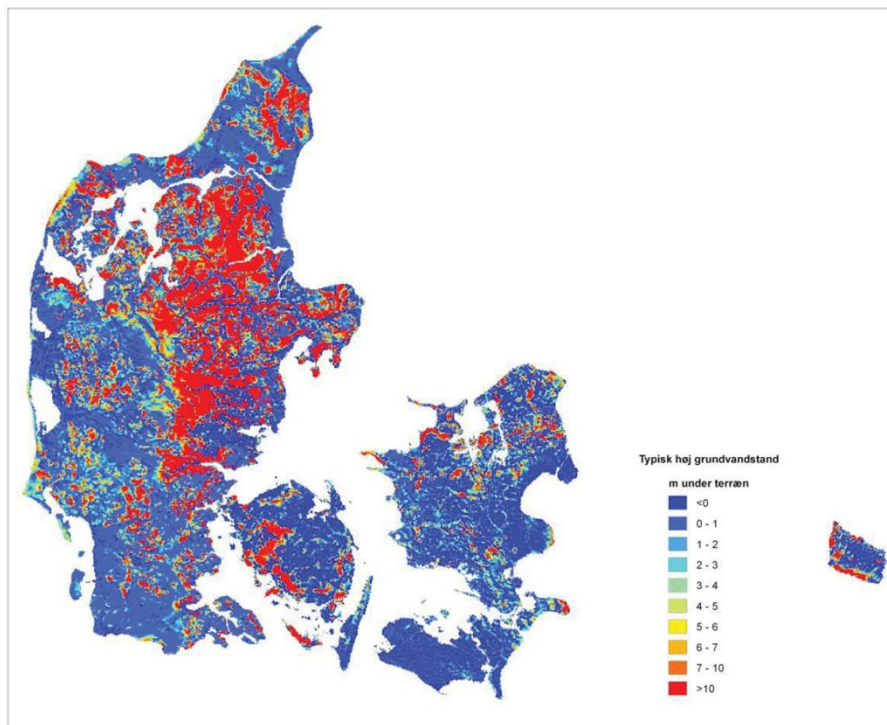 Typisk høj grundvandstand
m under terræn
<0
0 - 1
1 - 2
2 - 3
3 - 4
4 - 5
5 - 6
6 - 7
7 - 10
>10